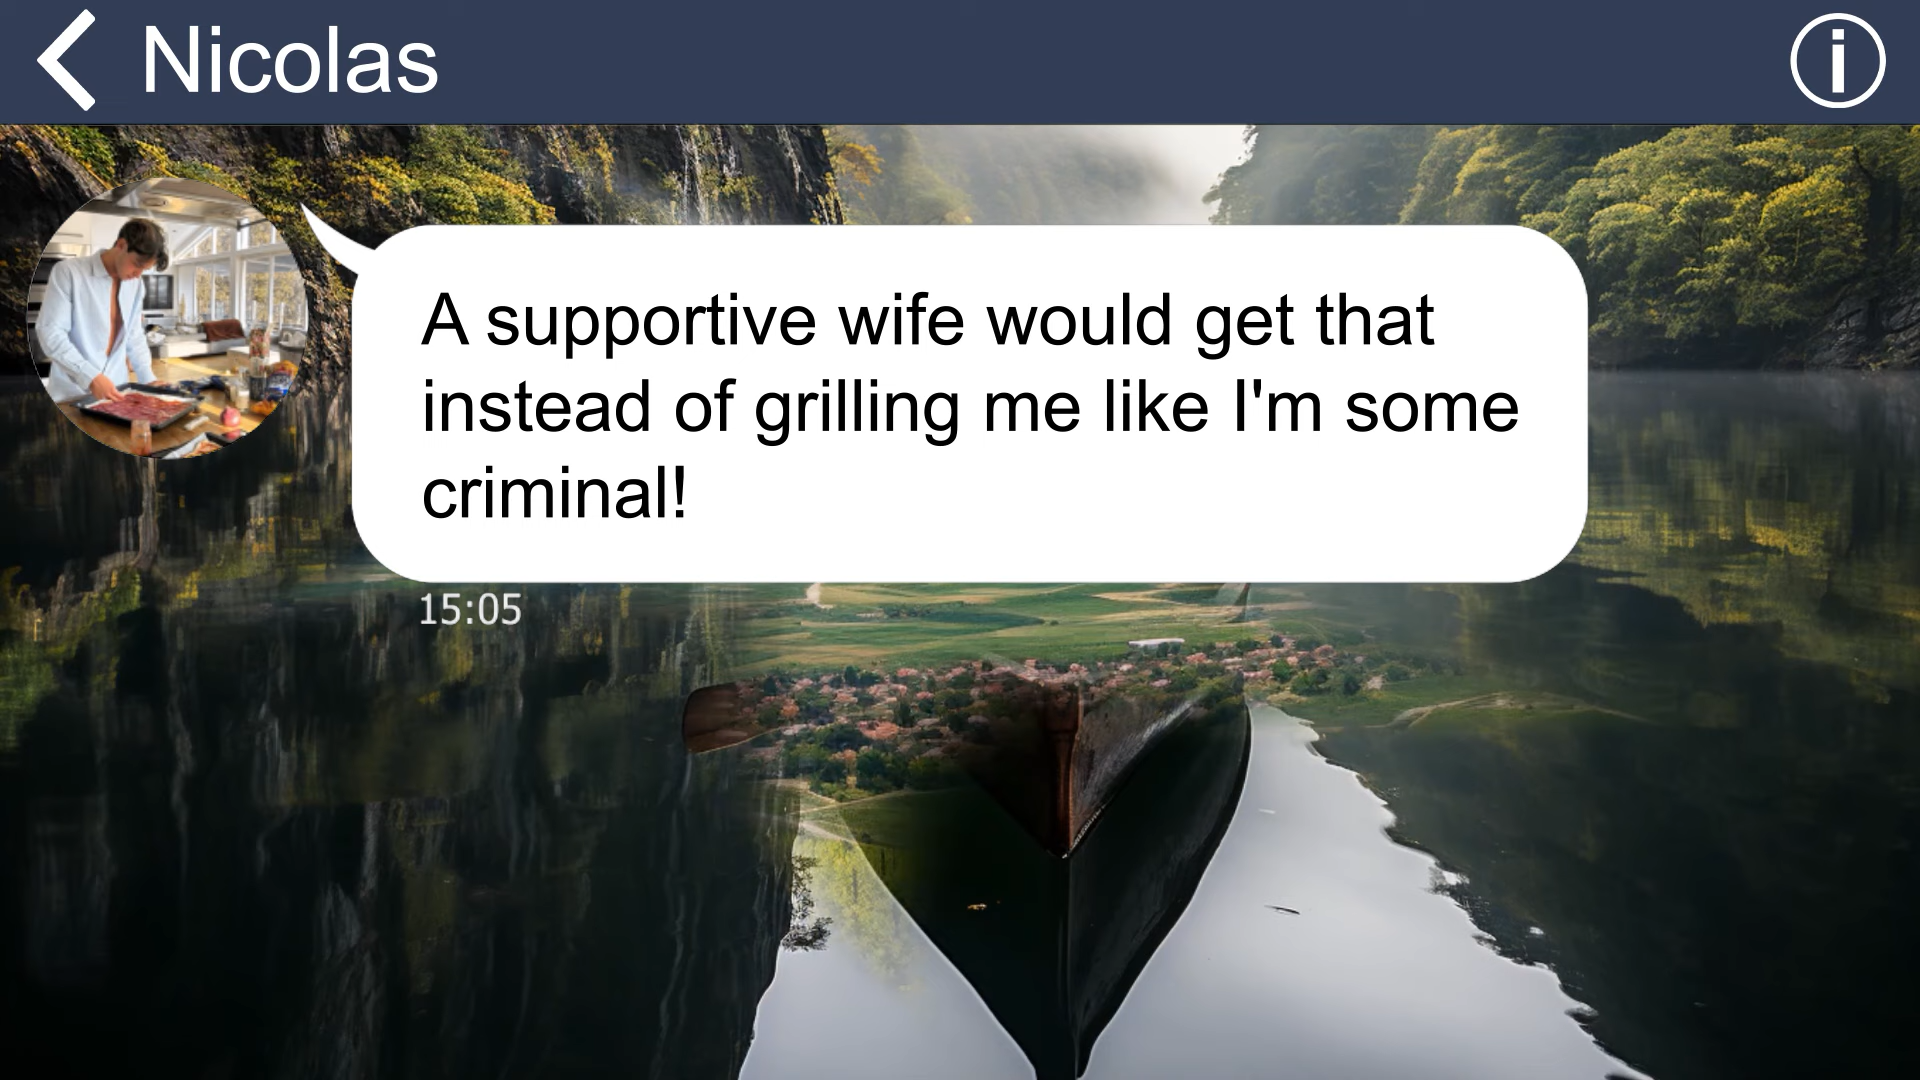 Nicolas
A supportive wife would get that
instead of grilling me like I'm some
criminal!
15:05